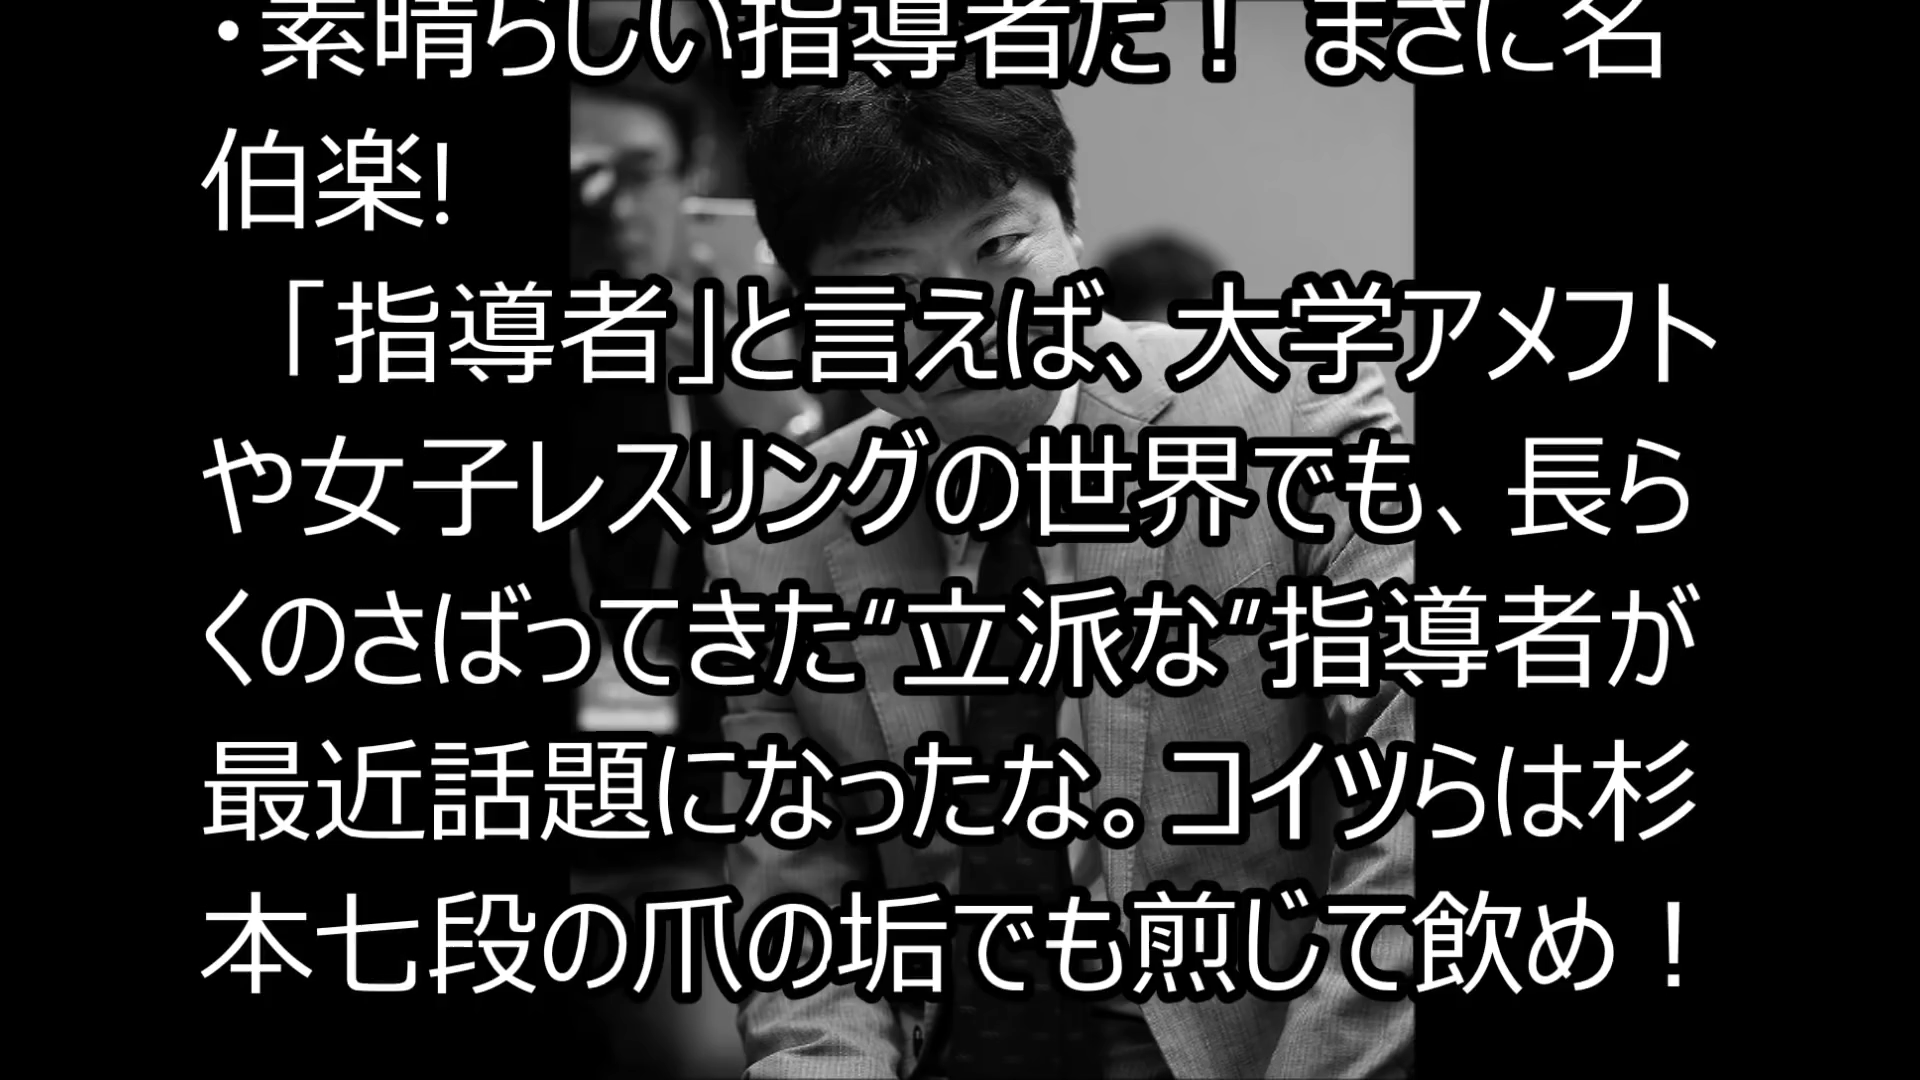 ・素晴らしい指導者だ！ まさに名
伯楽!
「指導者」と言えば、大学アメフト
や女子レスリングの世界でも、長ら
くのさばってきた“立派な”指導者が
最近話題になったな。コイツらは杉
本七段の爪の垢でも煎じて飲め！